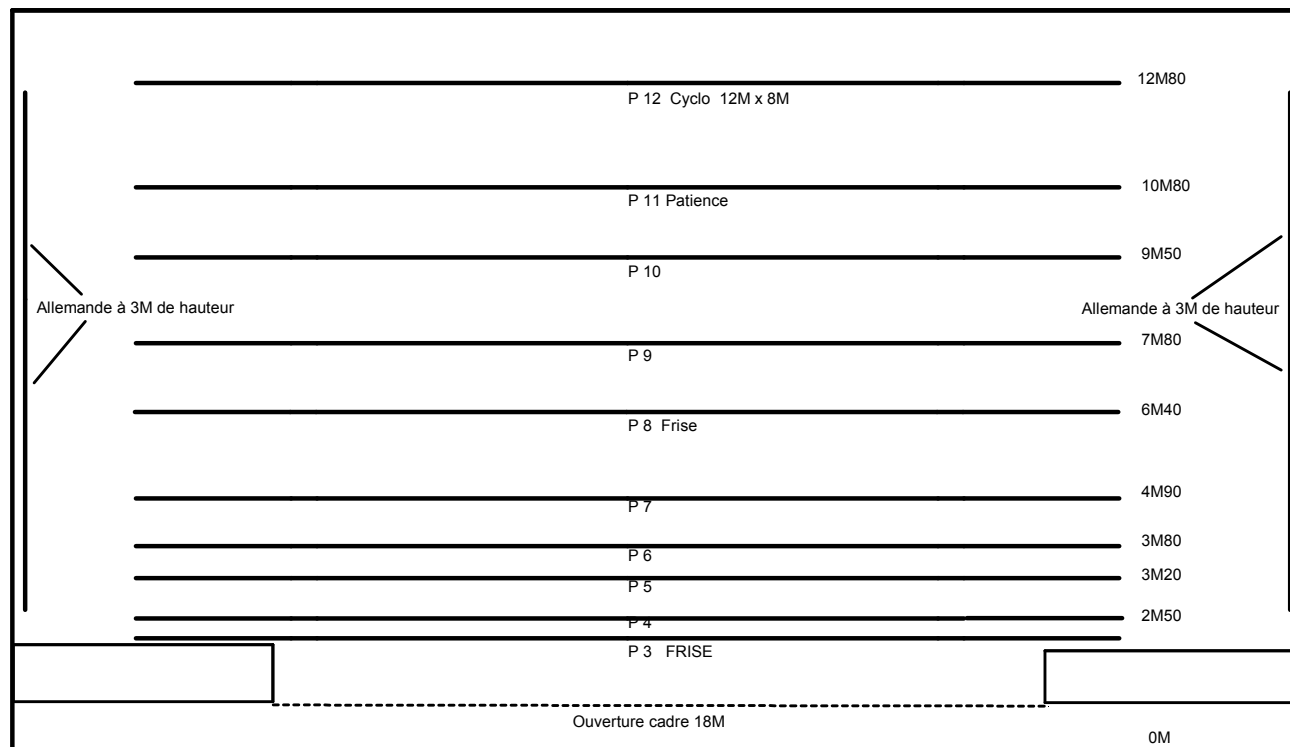 12M80
P 12 Cyclo 12M x 8M
10M80
P 11 Patience
9M50
P 10
Allemande à 3M de hauteur
Allemande à 3M de hauteur
7M80
P 9
6M40
P 8 Frise
4M90
P 7
3M80
P 6
3M20
P 5
2M50
P 4
P 3 FRISE
Ouverture cadre 18M
0M